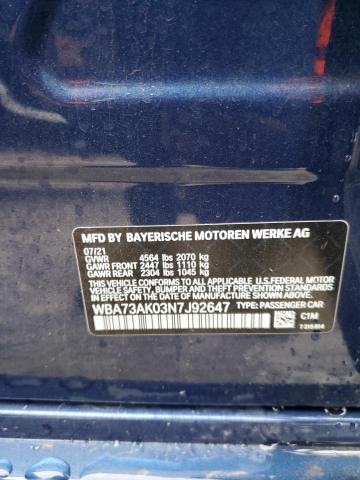 MFD BY BAYERISCHE MOTOREN WERKE AG
07/21
GVWR 4564 lbs 2070 kg
GAWR FRONT 2447 lbs 1110 kg
GAWR REAR 2304 lbs 1045 kg
THIS VEHICLE CONFORMS TO ALL APPLICABLE U.S. FEDERAL MOTOR
VEHICLE SAFETY, BUMPER, AND THEFT PREVENTION STANDARDS IN
EFFECT ON THE DATE OF MANUFACTURE SHOWN ABOVE.
WBA73AK03N7J92647 TYPE: PASSENGER CAR
C1M